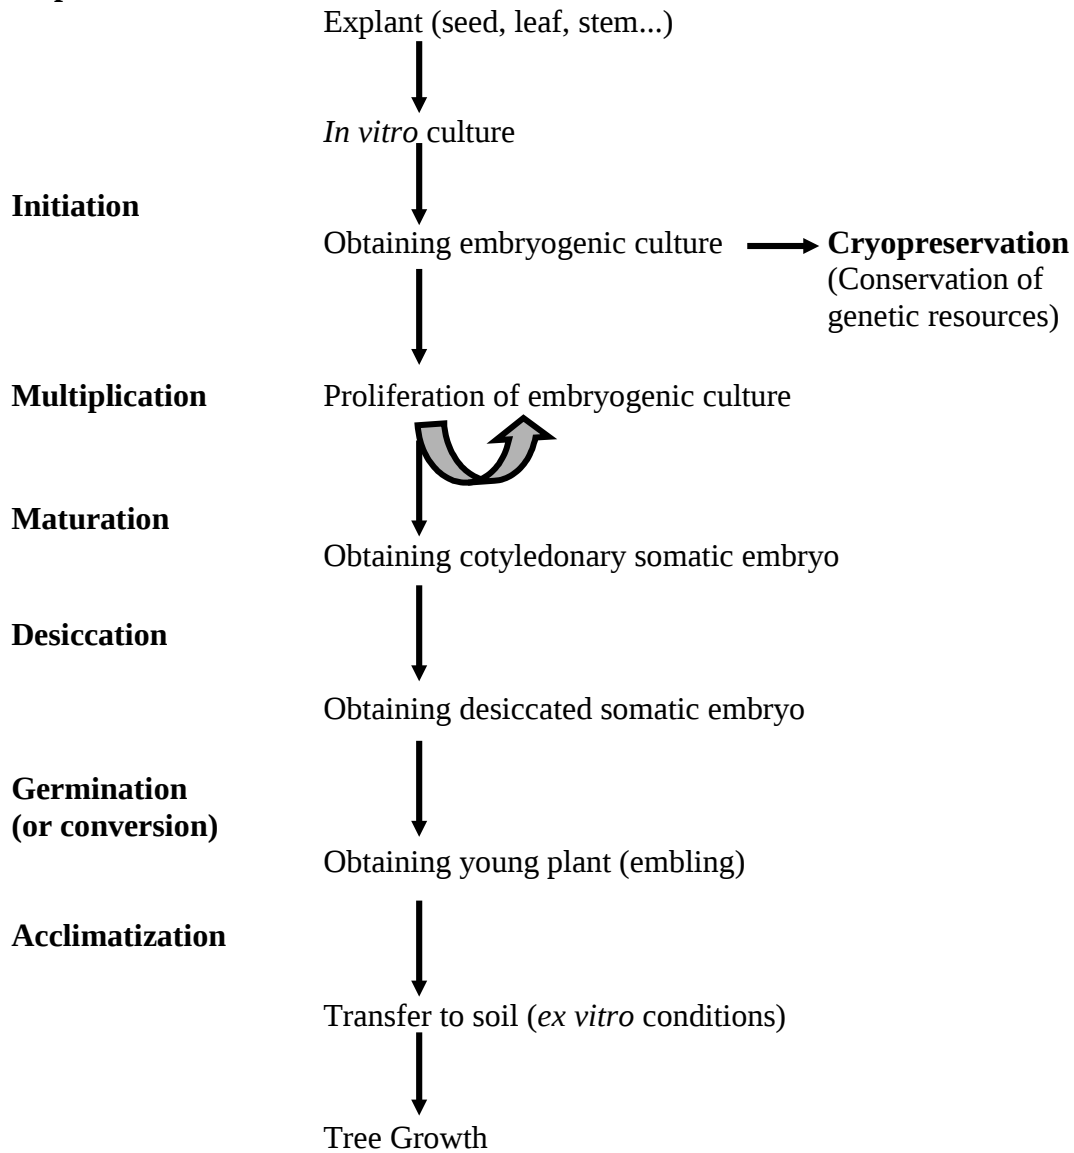 Explant (seed, leaf, stem...)
In vitro culture
Initiation
Obtaining embryogenic culture
Cryopreservation
(Conservation of
genetic resources)
Multiplication
Proliferation of embryogenic culture
Maturation
Obtaining cotyledonary somatic embryo
Desiccation
Obtaining desiccated somatic embryo
Germination
(or conversion)
Obtaining young plant (embling)
Acclimatization
Transfer to soil (ex vitro conditions)
Tree Growth